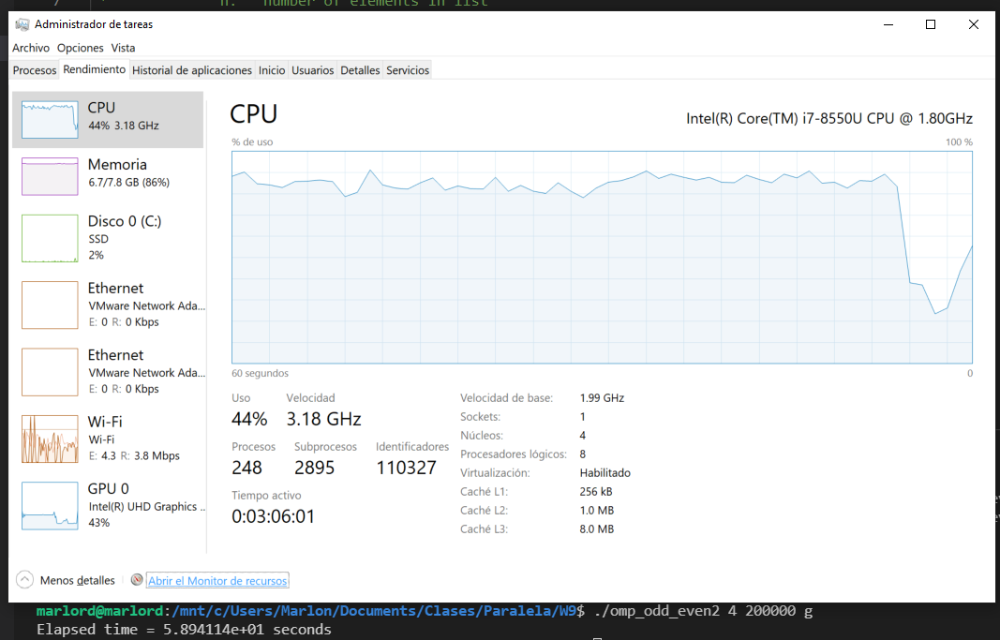 7 * n: number of elements in list
Administrador de tareas
Archivo Opciones Vista
Procesos Rendimiento Historial de aplicaciones Inicio Usuarios Detalles Servicios
CPU
44% 3.18 GHz
Memoria
6.7/7.8 GB (86%)
Disco 0 (C:)
SSD
2%
Ethernet
VMware Network Ada...
E: 0 R: 0 Kbps
Ethernet
VMware Network Ada...
E: 0 R: 0 Kbps
Wi-Fi
Wi-Fi
E: 4.3 R: 3.8 Mbps
GPU 0
Intel(R) UHD Graphics ...
43%
CPU
Intel(R) Core(TM) i7-8550U CPU @ 1.80GHz
% de uso 100 %
60 segundos 0
Uso Velocidad
44% 3.18 GHz
Procesos Subprocesos Identificadores
248 2895 110327
Tiempo activo
0:03:06:01
Velocidad de base: 1.99 GHz
Sockets: 1
Núcleos: 4
Procesadores lógicos: 8
Virtualización: Habilitado
Caché L1: 256 kB
Caché L2: 1.0 MB
Caché L3: 8.0 MB
Menos detalles Abrir el Monitor de recursos
marlord@marlord:/mnt/c/Users/Marlon/Documents/Clases/Paralela/W9$ ./omp_odd_even2 4 200000 g
Elapsed time = 5.894114e+01 seconds